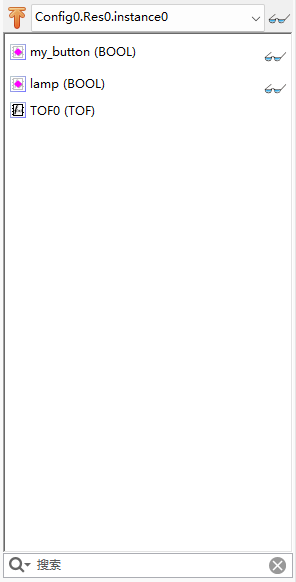 Config0.Res0.instance0
my_button (BOOL)
lamp (BOOL)
TOF0 (TOF)
搜索